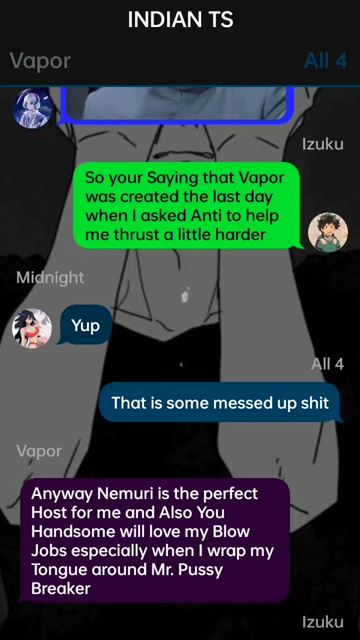 INDIAN TS
Vapor
All 4
Izuku
So your Saying that Vapor
was created the last day
when I asked Anti to help
me thrust a little harder
Midnight
Yup
All 4
That is some messed up shit
Vapor
Anyway Nemuri is the perfect
Host for me and Also You
Handsome will love my Blow
Jobs especially when I wrap my
Tongue around Mr. Pussy
Breaker
Izuku